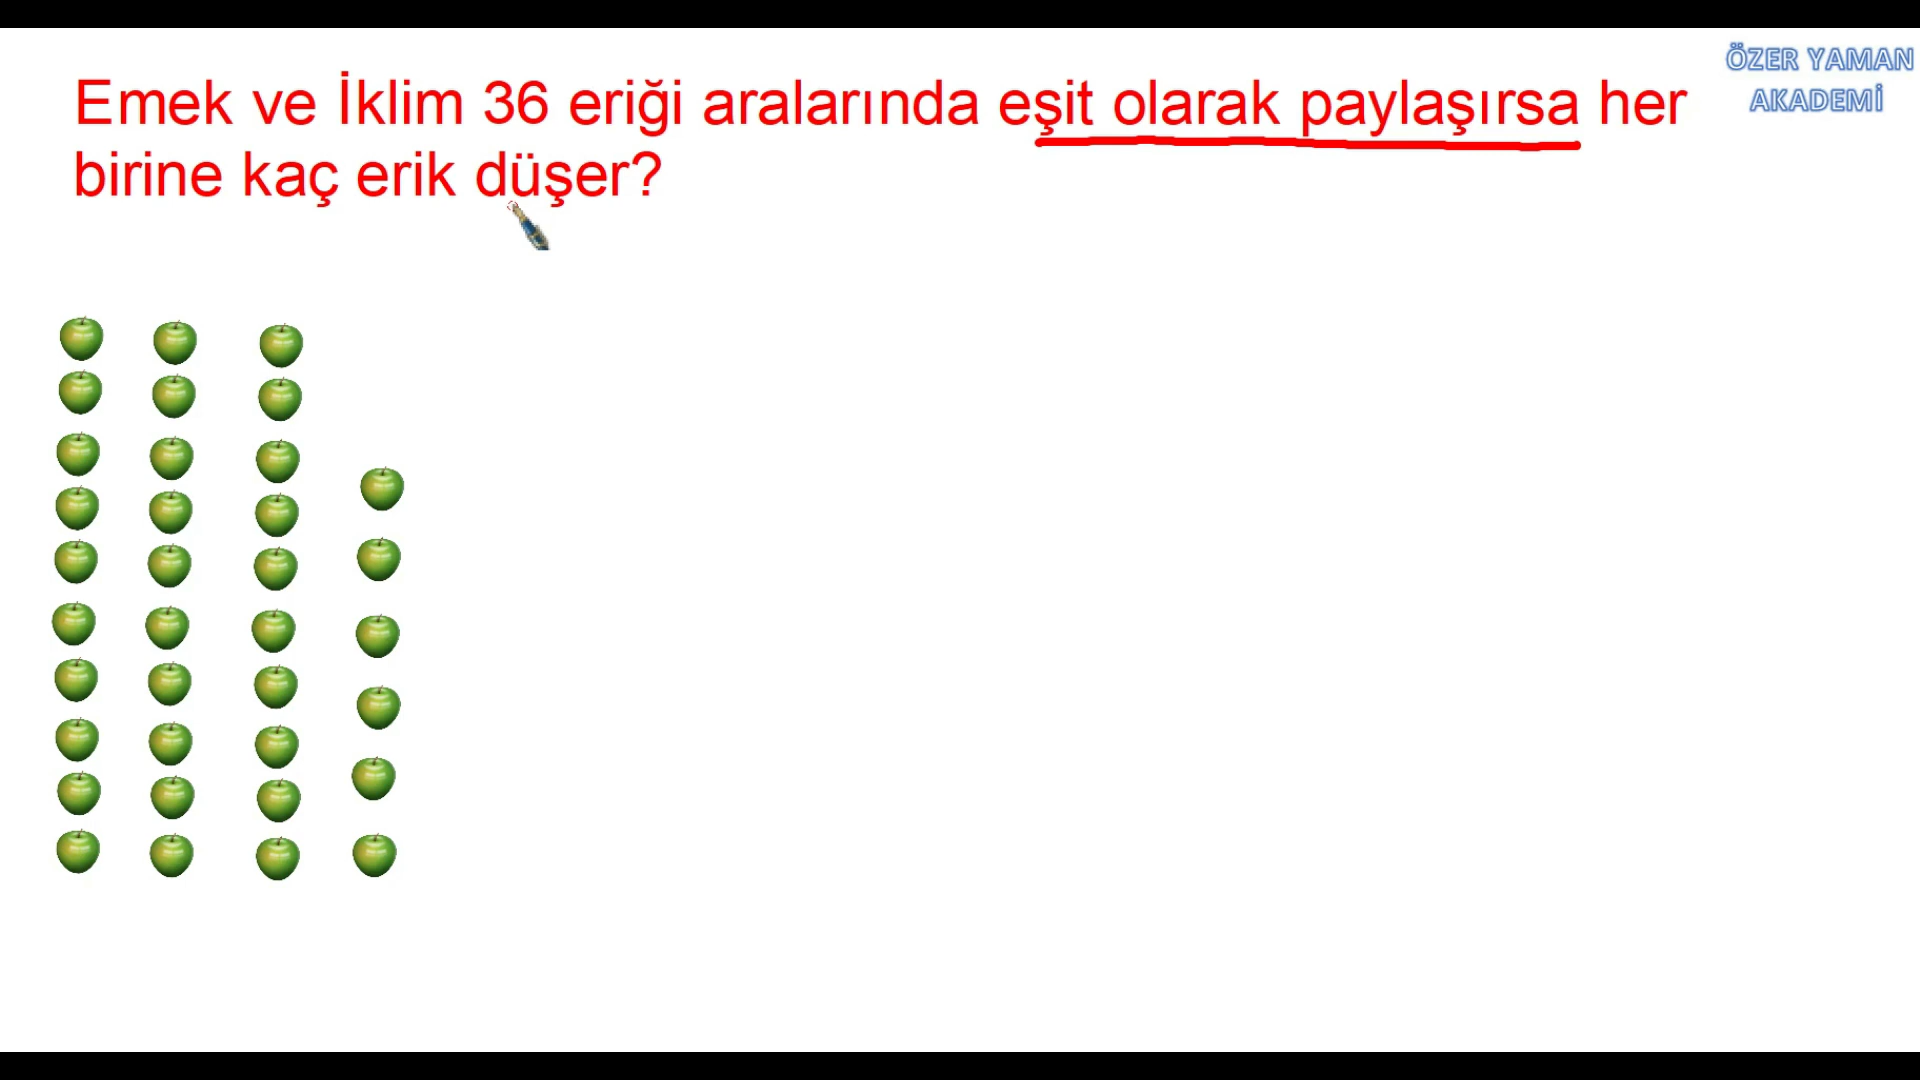 Emek ve İklim 36 eriği aralarında eşit olarak paylaşırsa her
birine kaç erik düşer?
ÖZER YAMAN
AKADEMİ